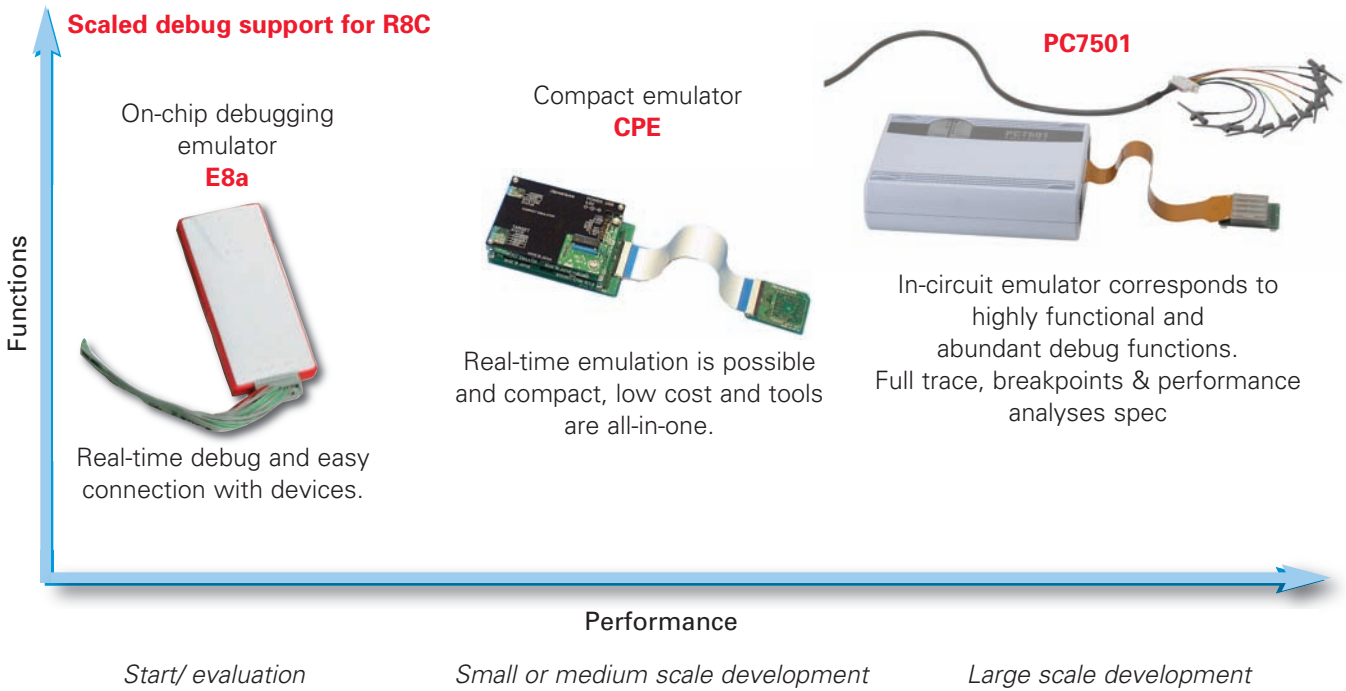 Scaled debug support for R8C
On-chip debugging
emulator
E8a
Real-time debug and easy
connection with devices.
Compact emulator
CPE
Real-time emulation is possible
and compact, low cost and tools
are all-in-one.
PC7501
PC7501
In-circuit emulator corresponds to
highly functional and
abundant debug functions.
Full trace, breakpoints & performance
analyses spec
Functions
Performance
Start/ evaluation
Small or medium scale development
Large scale development